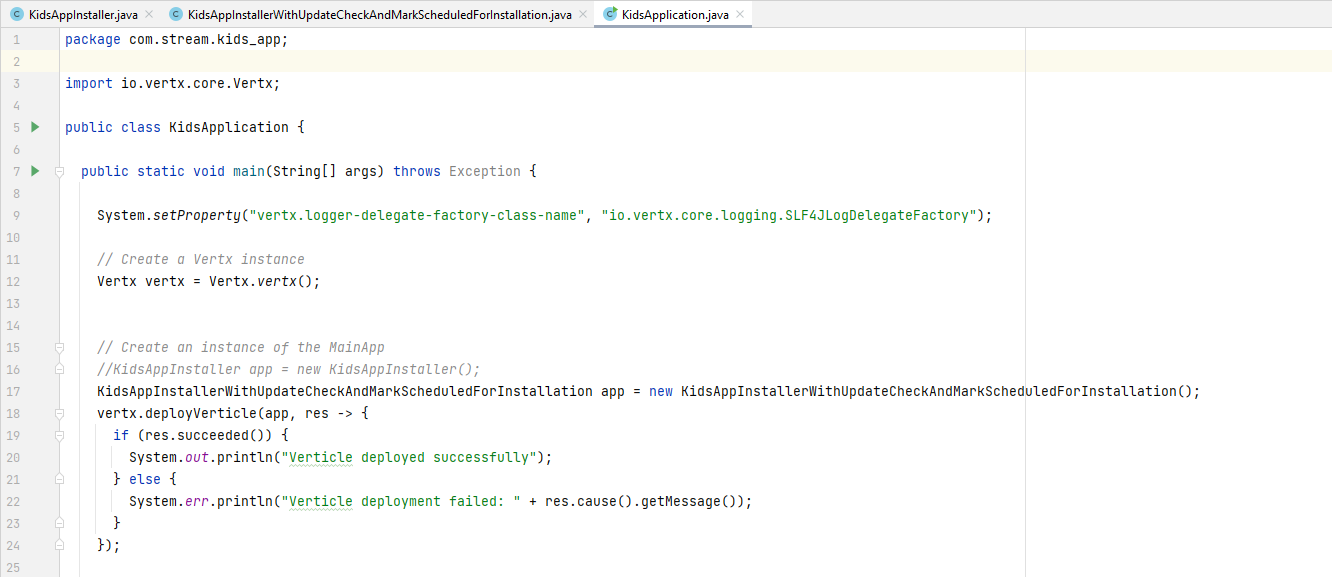 KidsAppInstaller.java KidsAppInstallerWithUpdateCheckAndMarkScheduledForInstallation.java KidsApplication.java
1 package com.stream.kids_app;
2
3 import io.vertx.core.Vertx;
4
5 public class KidsApplication {
6
7 public static void main(String[] args) throws Exception {
8
9 System.setProperty("vertx.logger-delegate-factory-class-name", "io.vertx.core.logging.SLF4JLogDelegateFactory");
10
11 // Create a Vertx instance
12 Vertx vertx = Vertx.vertx();
13
14
15 // Create an instance of the MainApp
16 //KidsAppInstaller app = new KidsAppInstaller();
17 KidsAppInstallerWithUpdateCheckAndMarkScheduledForInstallation app = new KidsAppInstallerWithUpdateCheckAndMarkScheduledForInstallation();
18 vertx.deployVerticle(app, res -> {
19 if (res.succeeded()) {
20 System.out.println("Verticle deployed successfully");
21 } else {
22 System.err.println("Verticle deployment failed: " + res.cause().getMessage());
23 }
24 });
25